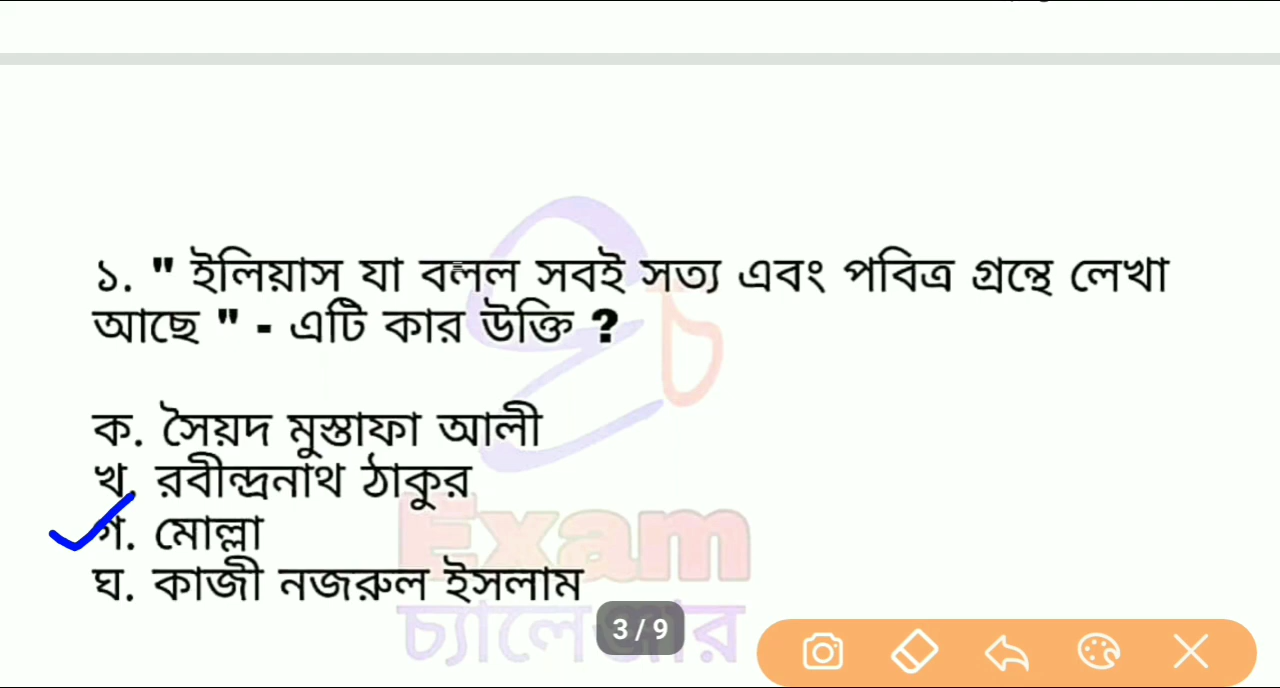 ১. " ইলিয়াস যা বলল সবই সত্য এবং পবিত্র গ্রন্থে লেখা
আছে " - এটি কার উক্তি ?
ক. সৈয়দ মুস্তাফা আলী
খ. রবীন্দ্রনাথ ঠাকুর
গ. মোল্লা
ঘ. কাজী নজরুল ইসলাম
Exam
3 / 9